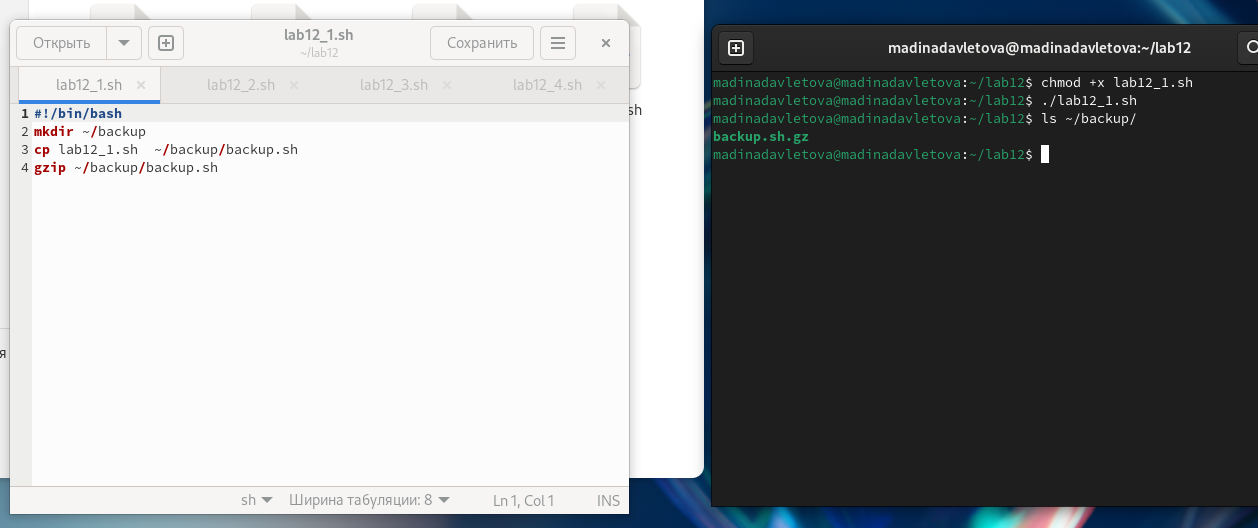 Открыть
lab12_1.sh
~/lab12
Сохранить
lab12_1.sh
lab12_2.sh
lab12_3.sh
lab12_4.sh
1 #!/bin/bash
2 mkdir ~/backup
3 cp lab12_1.sh  ~/backup/backup.sh
4 gzip ~/backup/backup.sh
sh
Ширина табуляции: 8
Ln 1, Col 1
INS
я
sh
madinadavletova@madinadavletova:~/lab12
madinadavletova@madinadavletova:~/lab12$ chmod +x lab12_1.sh
madinadavletova@madinadavletova:~/lab12$ ./lab12_1.sh
madinadavletova@madinadavletova:~/lab12$ ls ~/backup/
backup.sh.gz
madinadavletova@madinadavletova:~/lab12$